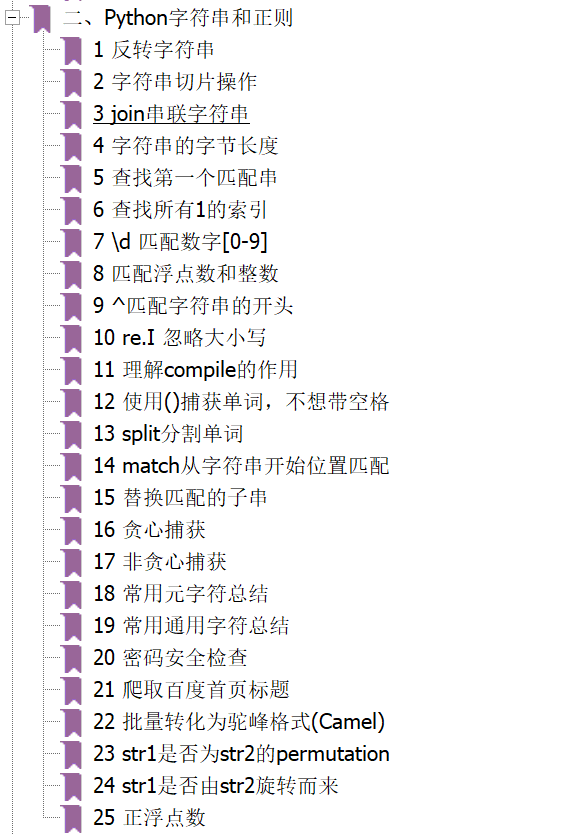 二、Python字符串和正则
1 反转字符串
2 字符串切片操作
3 join串联字符串
4 字符串的字节长度
5 查找第一个匹配串
6 查找所有1的索引
7 \d 匹配数字[0-9]
8 匹配浮点数和整数
9 ^匹配字符串的开头
10 re.I 忽略大小写
11 理解compile的作用
12 使用()捕获单词，不想带空格
13 split分割单词
14 match从字符串开始位置匹配
15 替换匹配的子串
16 贪心捕获
17 非贪心捕获
18 常用元字符总结
19 常用通用字符总结
20 密码安全检查
21 爬取百度首页标题
22 批量转化为驼峰格式(Camel)
23 str1是否为str2的permutation
24 str1是否由str2旋转而来
25 正浮点数